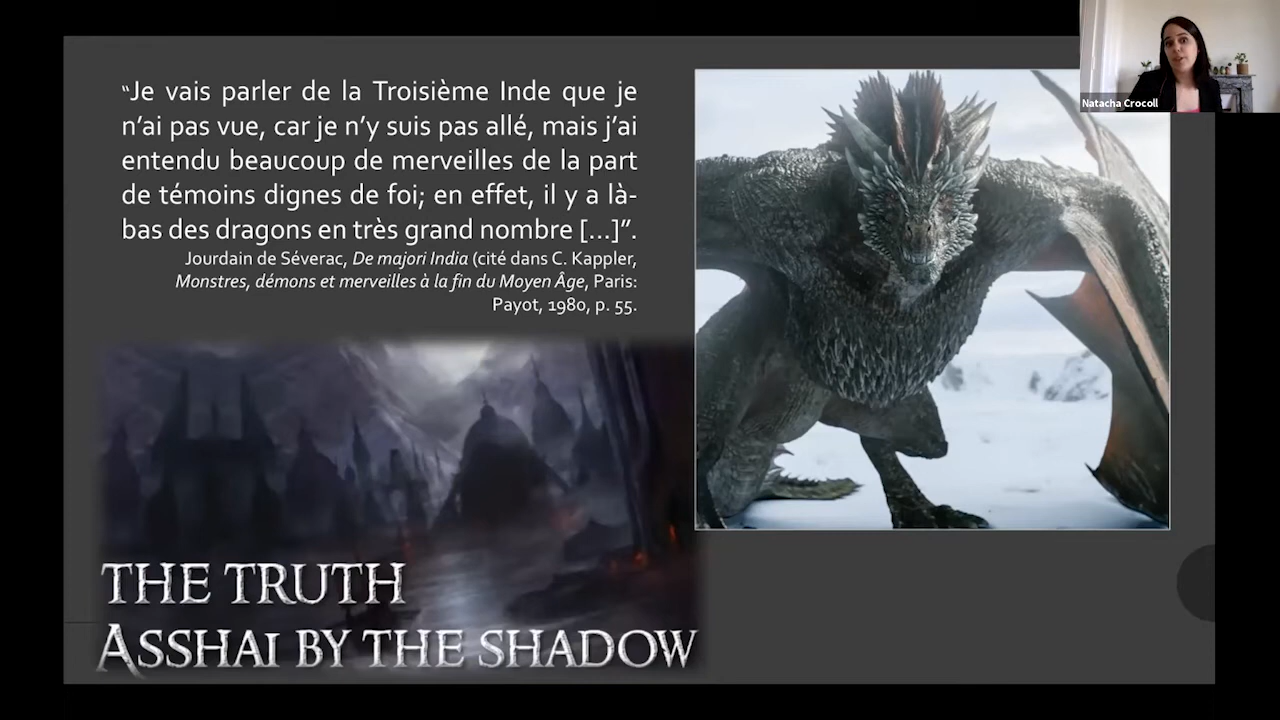 “Je vais parler de la Troisième Inde que je
n’ai pas vue, car je n’y suis pas allé, mais j’ai
entendu beaucoup de merveilles de la part
de témoins dignes de foi; en effet, il y a là-
bas des dragons en très grand nombre [...]”.
Jourdain de Séverac, De majori India (cité dans C. Kappler,
Monstres, démons et merveilles à la fin du Moyen Âge, Paris:
Payot, 1980, p. 55.
Natacha Crocoll
THE TRUTH
ASSHAI BY THE SHADOW